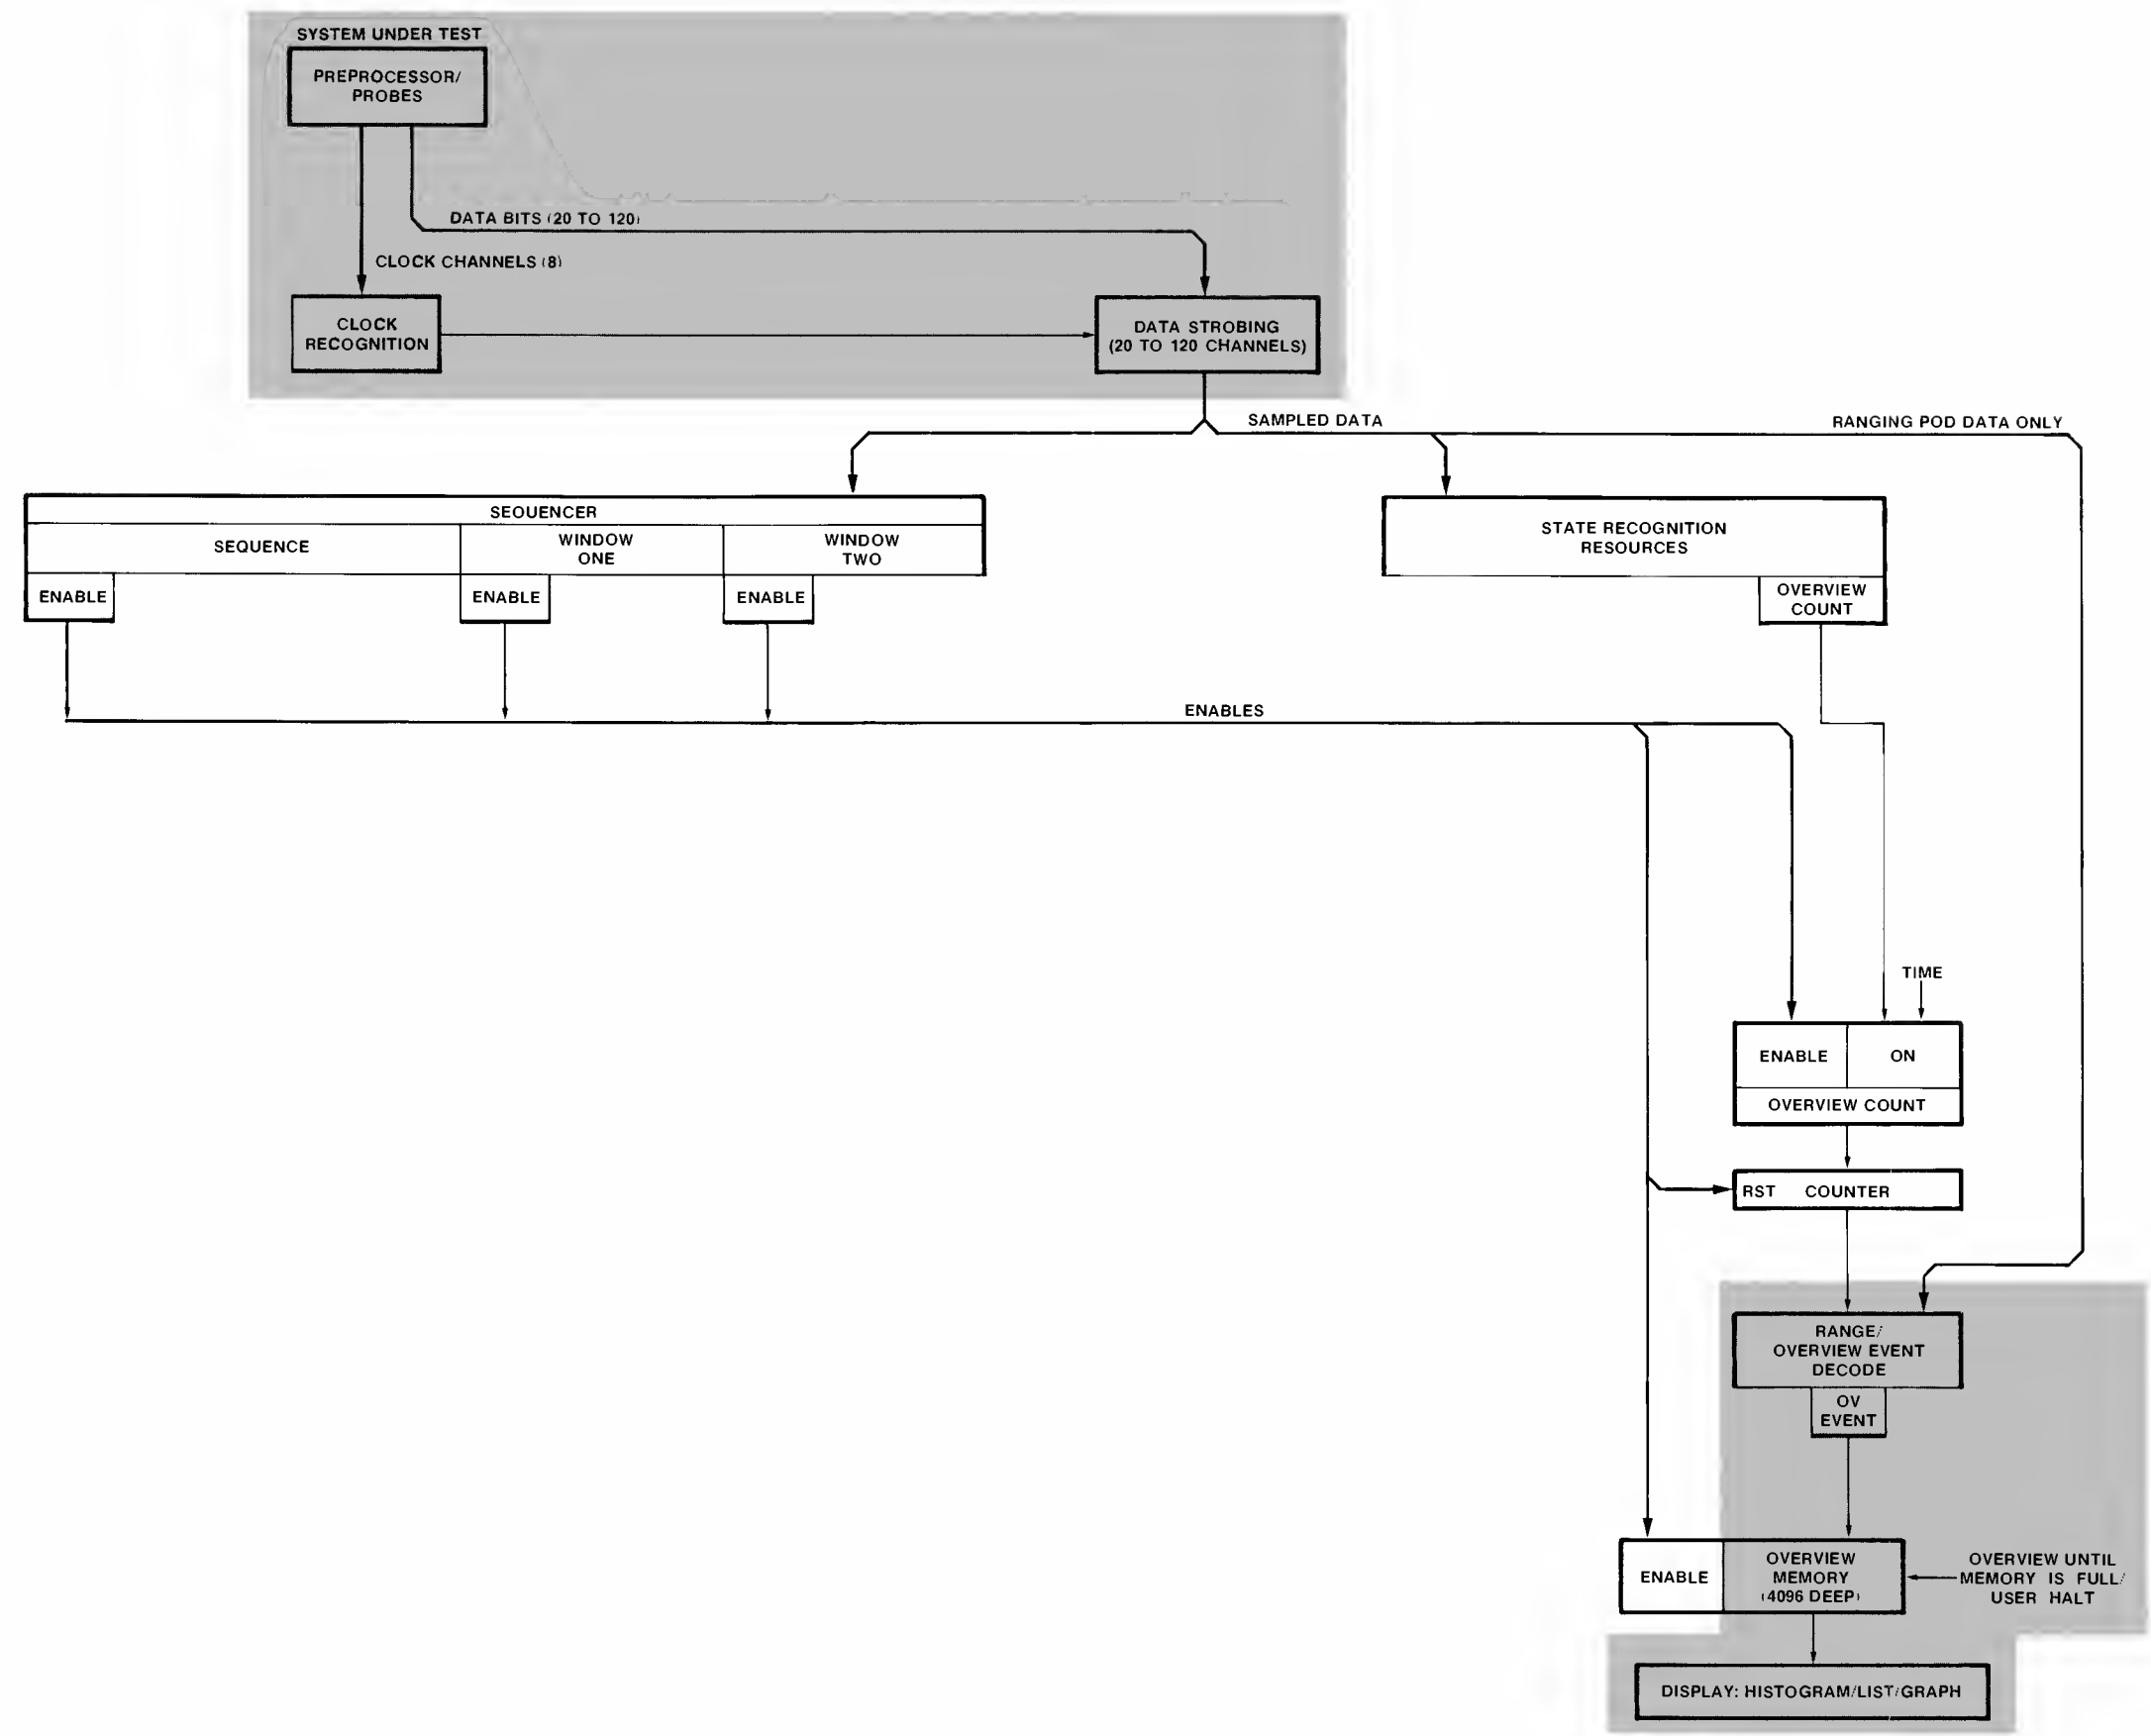 SYSTEM UNDER TEST
PREPROCESSOR/
PROBES
DATA BITS (20 TO 120)
CLOCK CHANNELS (8)
CLOCK
RECOGNITION
DATA STROBING
(20 TO 120 CHANNELS)
SAMPLED DATA
RANGING POD DATA ONLY
SEQUENCER
SEQUENCE
WINDOW
ONE
WINDOW
TWO
ENABLE
ENABLE
ENABLE
STATE RECOGNITION
RESOURCES
OVERVIEW
COUNT
ENABLES
TIME
ENABLE
ON
OVERVIEW COUNT
RST COUNTER
RANGE/
OVERVIEW EVENT
DECODE
OV
EVENT
ENABLE
OVERVIEW
MEMORY
(4096 DEEP)
OVERVIEW UNTIL
MEMORY IS FULL/
USER HALT
DISPLAY: HISTOGRAM/LIST/GRAPH